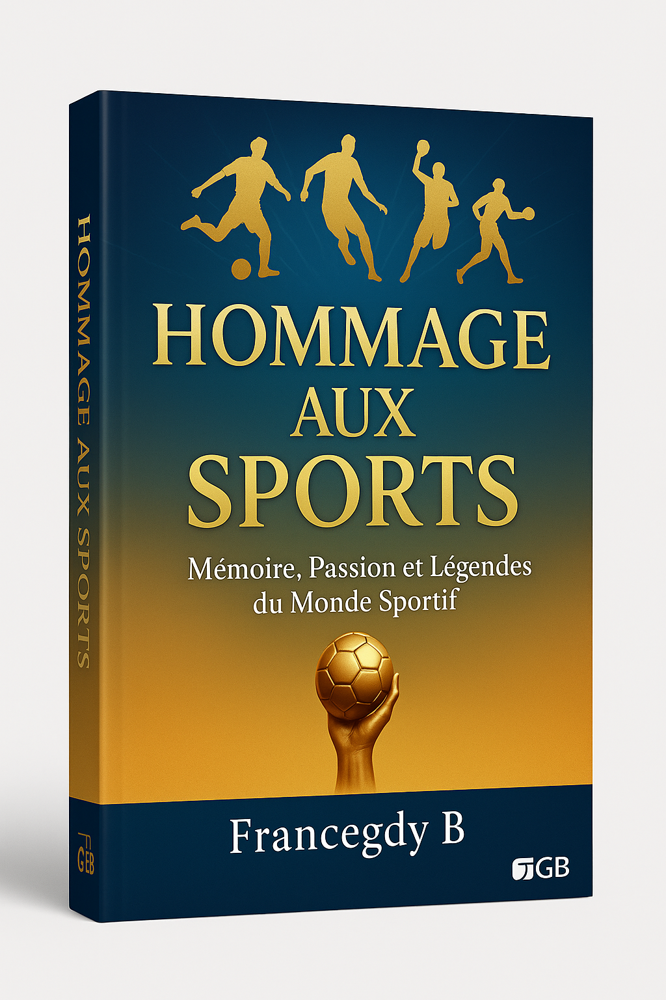 HOMMAGE AUX SPORTS
HOMMAGE
AUX
SPORTS
Mémoire, Passion et Légendes
du Monde Sportif
Francegdy B
GB